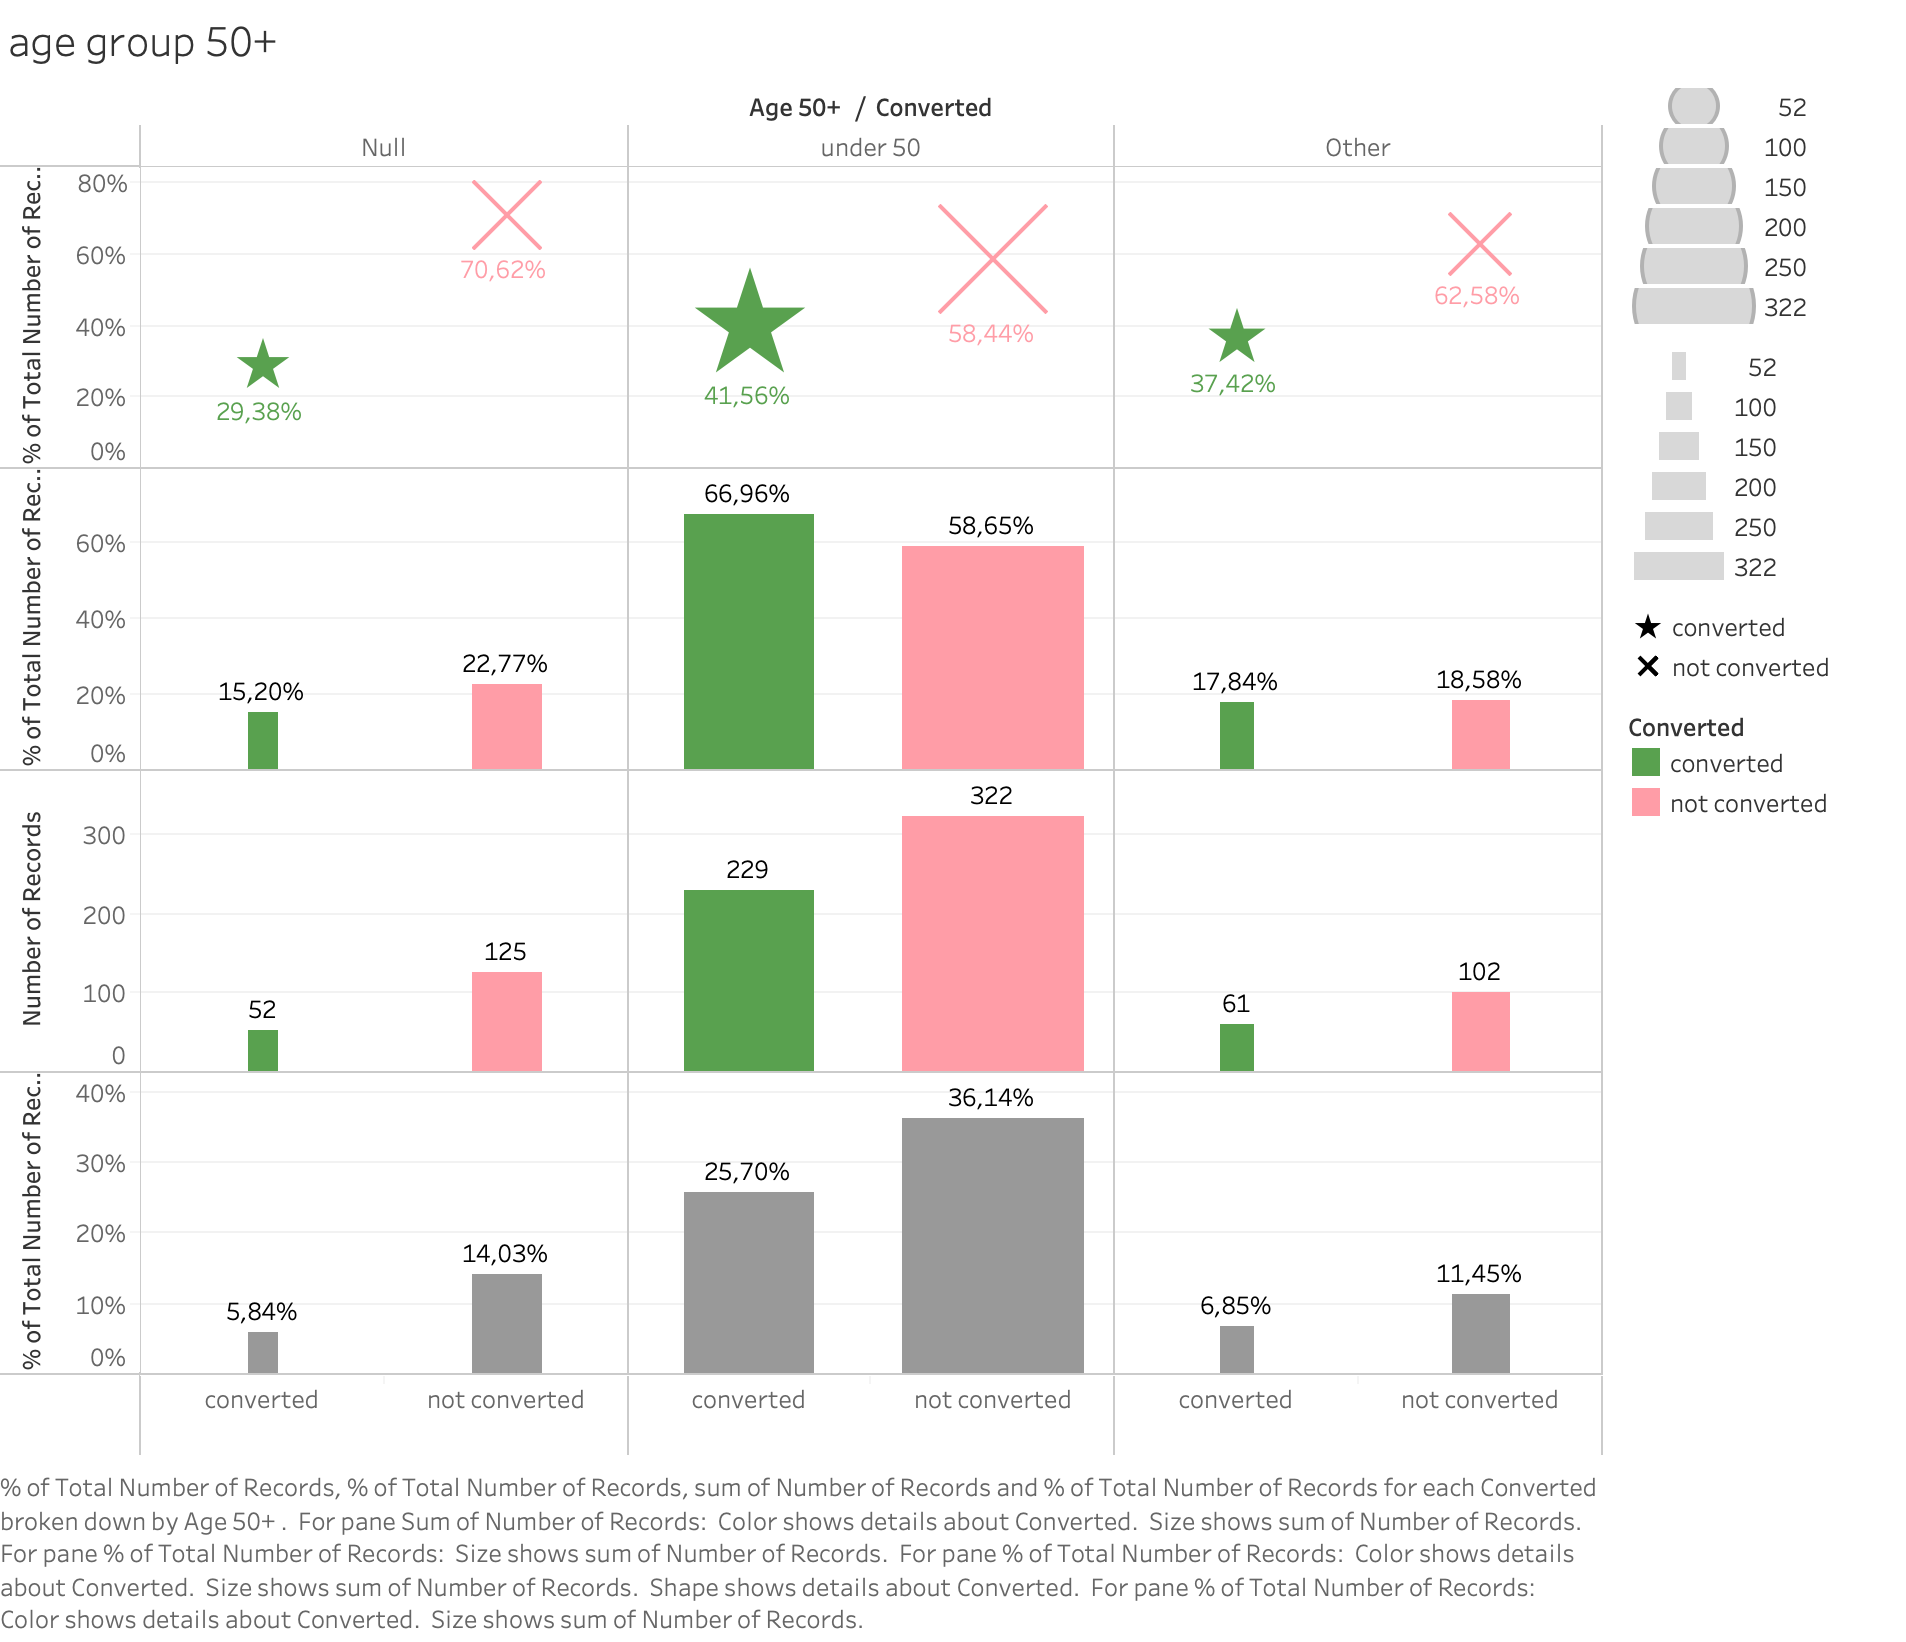 age group 50+
Age 50+ / Converted
Null
under 50
Other
% of Total Number of Rec..
80%
60%
40%
20%
0%
70,62%
29,38%
58,44%
41,56%
62,58%
37,42%
% of Total Number of Rec..
60%
40%
20%
0%
15,20%
22,77%
66,96%
58,65%
17,84%
18,58%
Number of Records
300
200
100
0
52
125
229
322
61
102
% of Total Number of Rec..
40%
30%
20%
10%
0%
5,84%
14,03%
25,70%
36,14%
6,85%
11,45%
converted
not converted
converted
not converted
converted
not converted
52
100
150
200
250
322
52
100
150
200
250
322
converted
not converted
Converted
converted
not converted
% of Total Number of Records, % of Total Number of Records, sum of Number of Records and % of Total Number of Records for each Converted
broken down by Age 50+ .  For pane Sum of Number of Records:  Color shows details about Converted.  Size shows sum of Number of Records.
For pane % of Total Number of Records:  Size shows sum of Number of Records.  For pane % of Total Number of Records:  Color shows details
about Converted.  Size shows sum of Number of Records.  Shape shows details about Converted.  For pane % of Total Number of Records:
Color shows details about Converted.  Size shows sum of Number of Records.